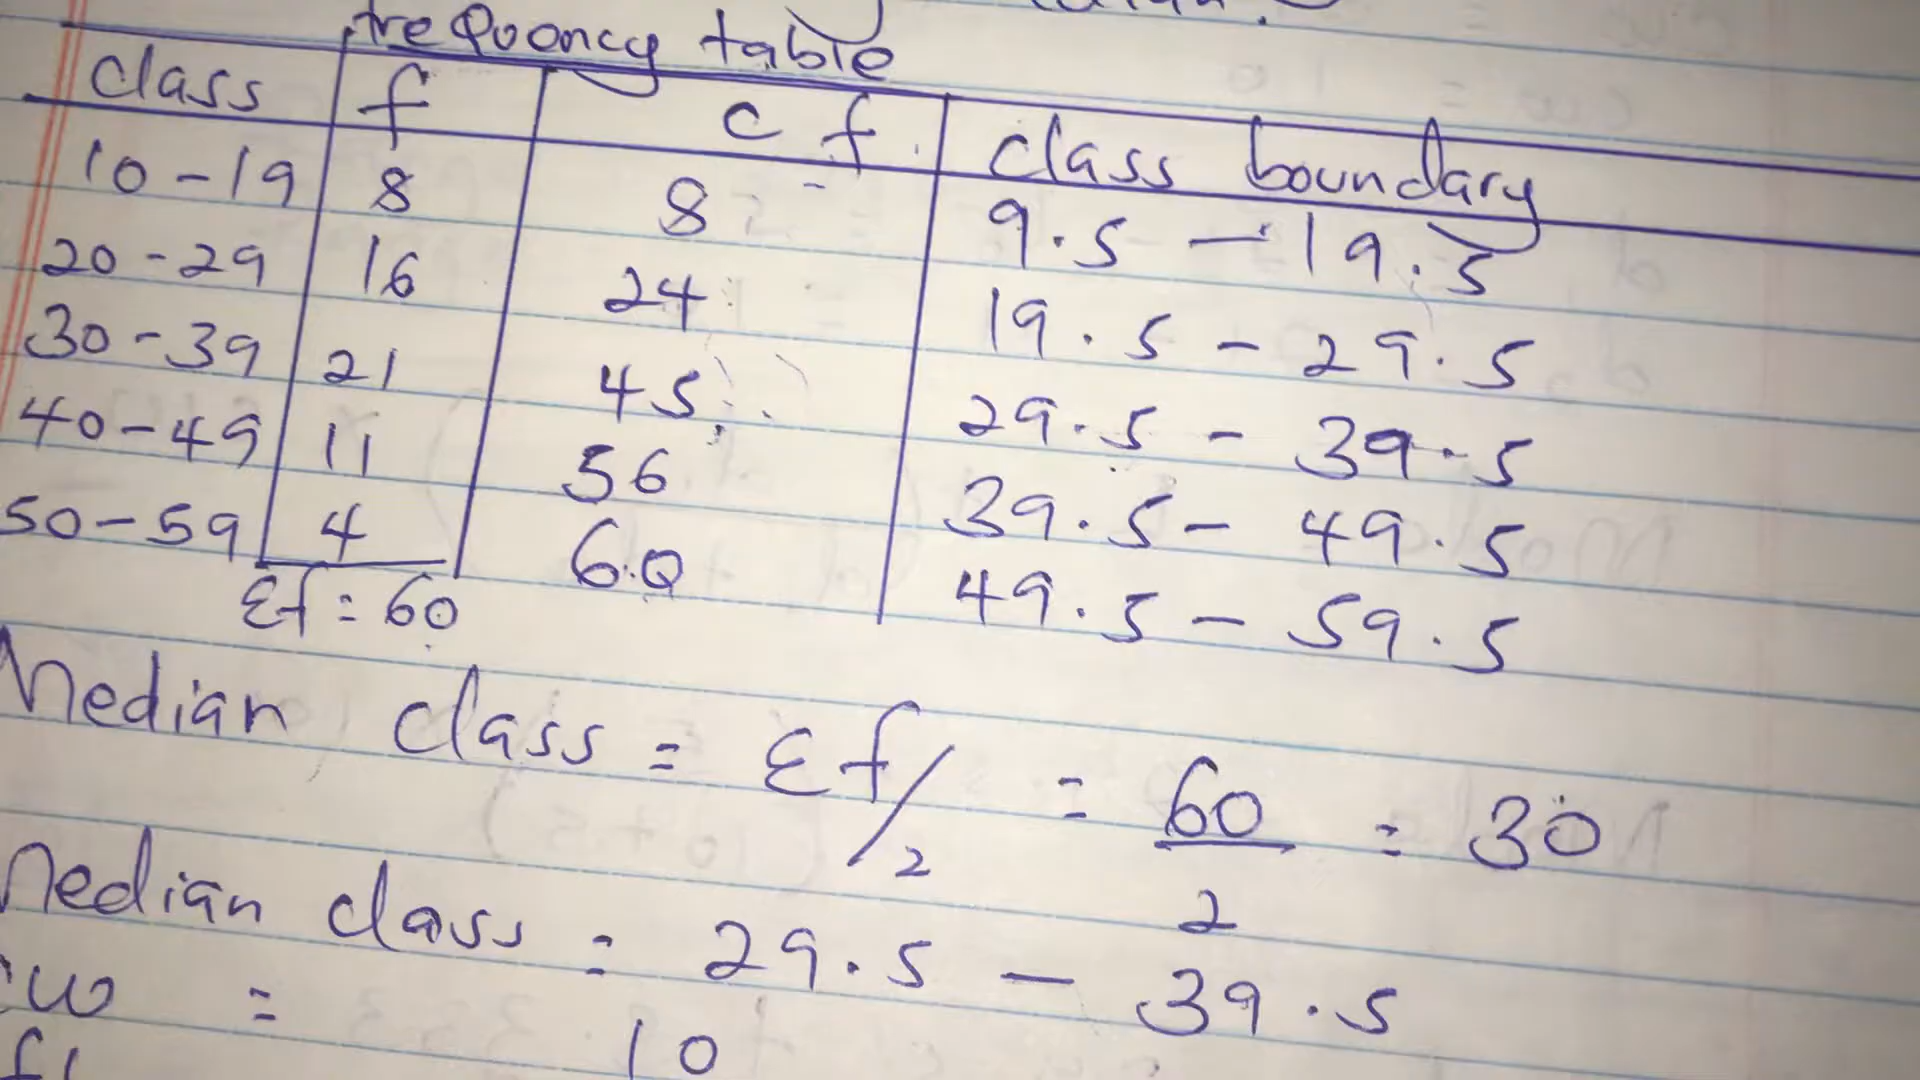 frequency table
class f c f class boundary
10 - 19 8 8 9.5 - 19.5
20 - 29 16 24 19.5 - 29.5
30 - 39 21 45 29.5 - 39.5
40 - 49 11 56 39.5 - 49.5
50 - 59 4 60 49.5 - 59.5
Σf = 60
Median class = Σf/2 = 60/2 = 30
Median class = 29.5 - 39.5
cw = 10